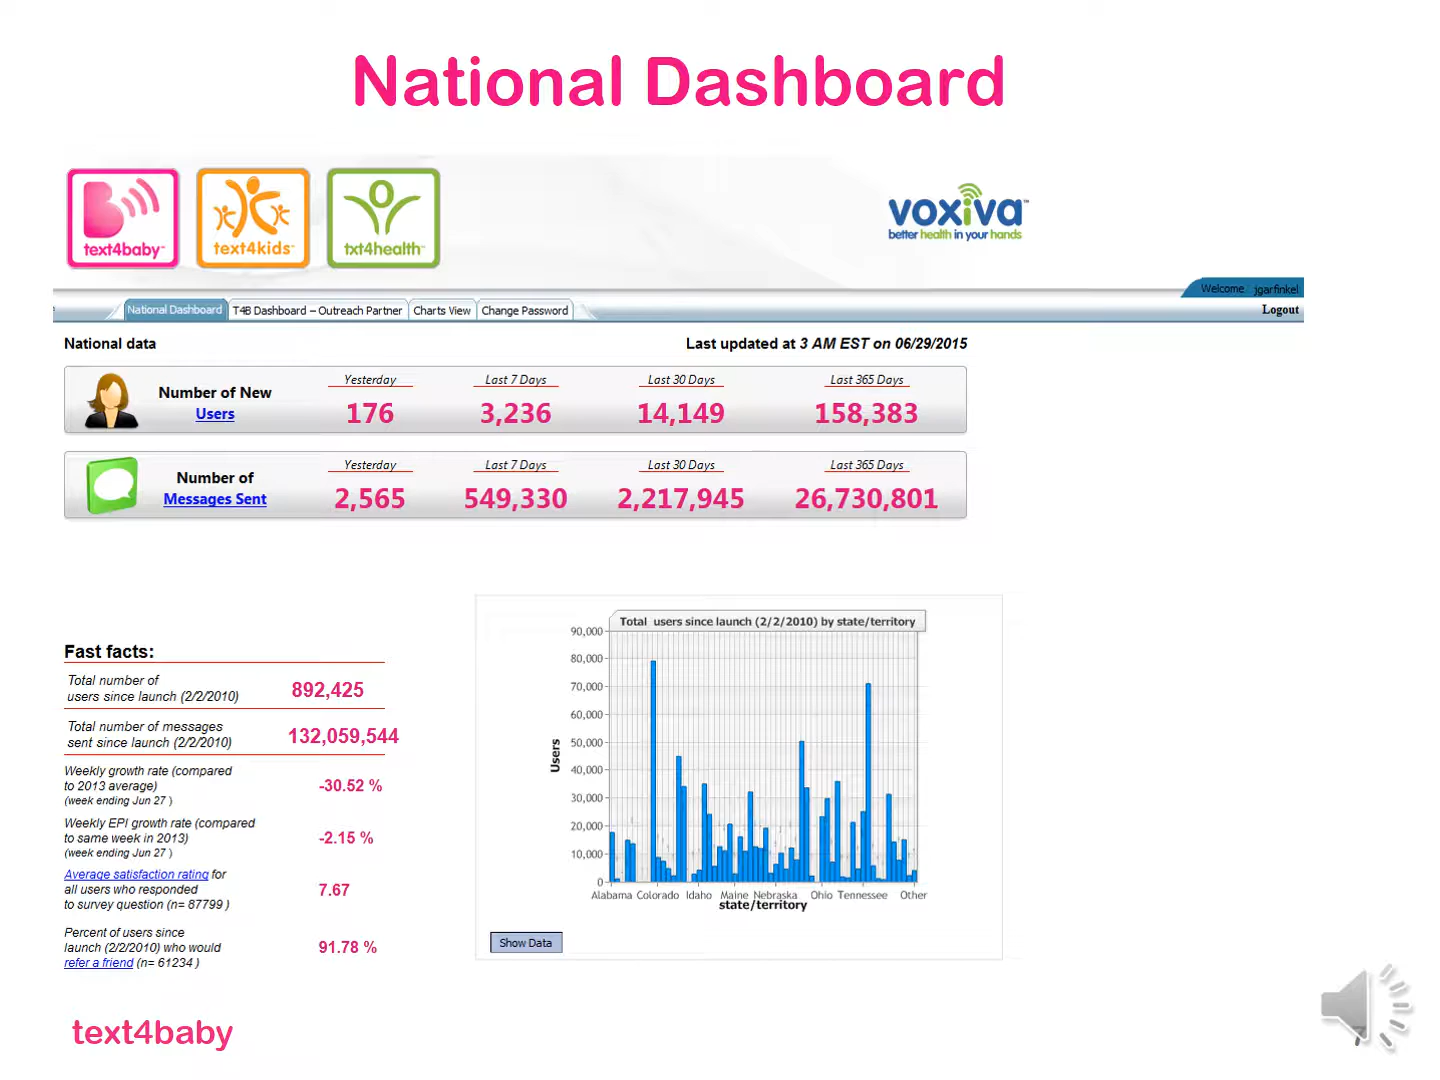 National Dashboard
text4baby™
text4kids™
txt4health™
voxiva™
better health in your hands
Welcome jgarfinkel
National Dashboard
T4B Dashboard – Outreach Partner
Charts View
Change Password
Logout
National data
Last updated at 3 AM EST on 06/29/2015
Number of New
Users
Yesterday
Last 7 Days
Last 30 Days
Last 365 Days
176
3,236
14,149
158,383
Number of
Messages Sent
Yesterday
Last 7 Days
Last 30 Days
Last 365 Days
2,565
549,330
2,217,945
26,730,801
Fast facts:
Total number of
users since launch (2/2/2010)
892,425
Total number of messages
sent since launch (2/2/2010)
132,059,544
Weekly growth rate (compared
to 2013 average)
(week ending Jun 27 )
-30.52 %
Weekly EPI growth rate (compared
to same week in 2013)
(week ending Jun 27 )
-2.15 %
Average satisfaction rating for
all users who responded
to survey question (n= 87799 )
7.67
Percent of users since
launch (2/2/2010) who would
refer a friend (n= 61234 )
91.78 %
Total users since launch (2/2/2010) by state/territory
90,000
80,000
70,000
60,000
50,000
40,000
30,000
20,000
10,000
0
Users
Alabama Colorado Idaho Maine Nebraska Ohio Tennessee Other
state/territory
Show Data
text4baby
7